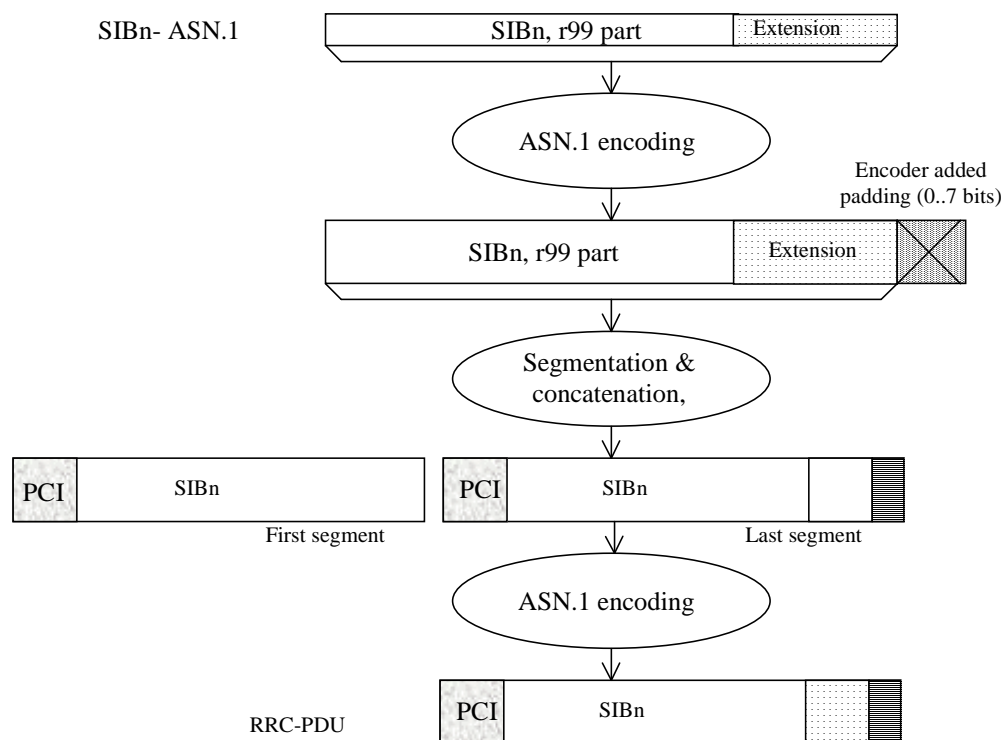 SIBn- ASN.1
SIBn, r99 part
Extension
ASN.1 encoding
Encoder added
padding (0..7 bits)
SIBn, r99 part
Extension
Segmentation &
concatenation,
PCI
SIBn
PCI
SIBn
First segment
Last segment
ASN.1 encoding
RRC-PDU
PCI
SIBn